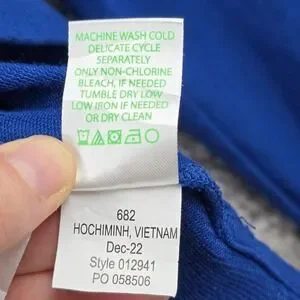 MACHINE WASH COLD
DELICATE CYCLE
SEPARATELY
ONLY NON-CHLORINE
BLEACH, IF NEEDED
TUMBLE DRY LOW
LOW IRON IF NEEDED
OR DRY CLEAN
682
HOCHIMINH, VIETNAM
Dec-22
Style 012941
PO 058506